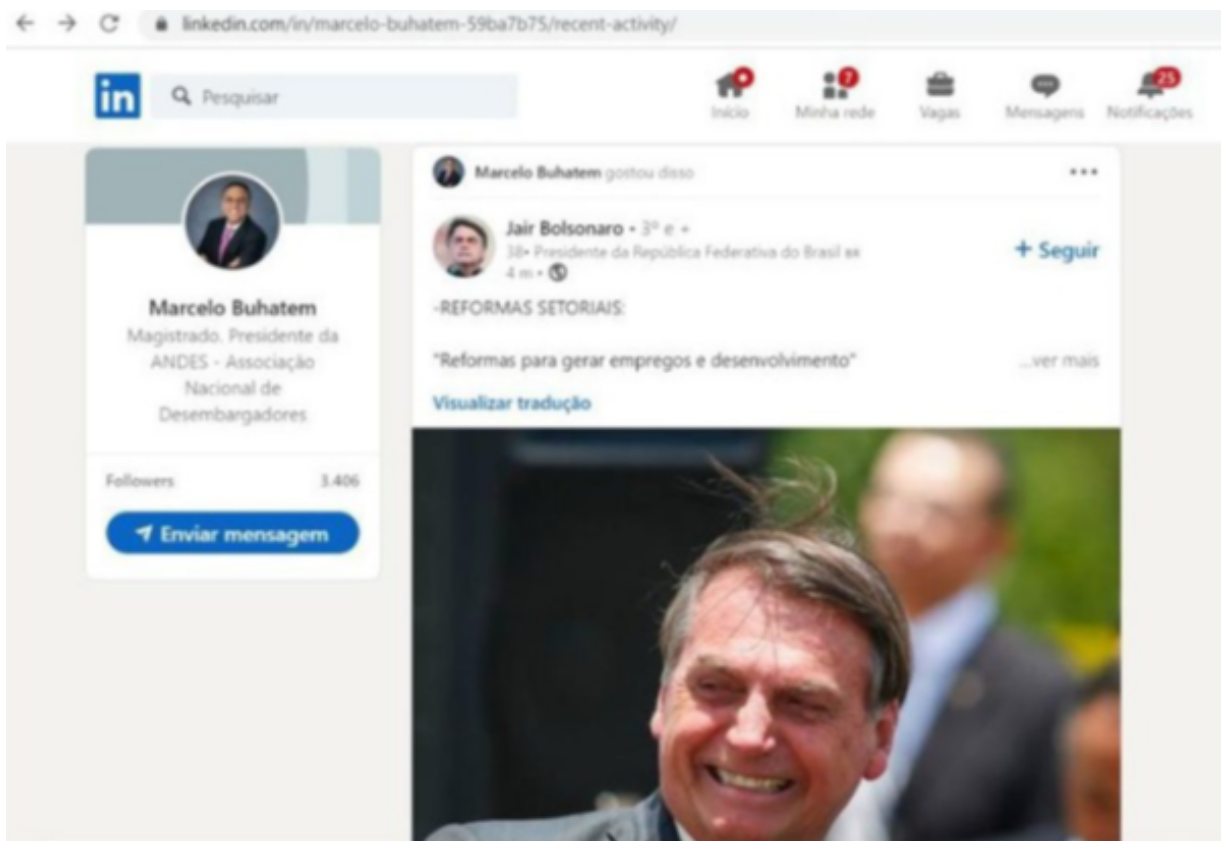 linkedin.com/in/marcelo-buhatem-59ba7b75/recent-activity/
in
Pesquisar
7
25
Início
Minha rede
Vagas
Mensagens
Notificações
Marcelo Buhatem gostou disso
Jair Bolsonaro • 3º e +
38• Presidente da República Federativa do Brasil
4 m •
+ Seguir
-REFORMAS SETORIAIS:
"Reformas para gerar empregos e desenvolvimento"
...ver mais
Visualizar tradução
Marcelo Buhatem
Magistrado. Presidente da
ANDES - Associação
Nacional de
Desembargadores
Followers 3.406
Enviar mensagem